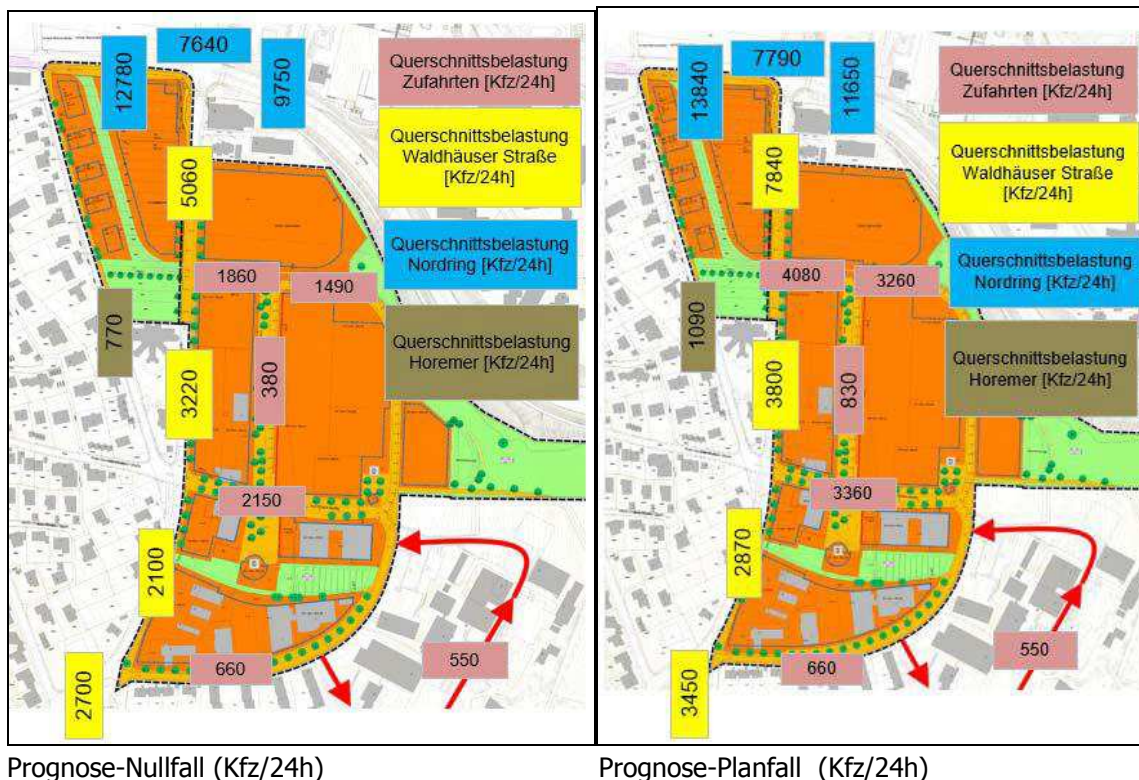 7640
12780
9750
Querschnittsbelastung
Zufahrten [Kfz/24h]
Querschnittsbelastung
Waldhäuser Straße
[Kfz/24h]
5060
Querschnittsbelastung
Nordring [Kfz/24h]
1860
1490
770
Querschnittsbelastung
Horemer [Kfz/24h]
3220
380
2150
2100
660
550
2700
Prognose-Nullfall (Kfz/24h)
7790
13840
11650
Querschnittsbelastung
Zufahrten [Kfz/24h]
Querschnittsbelastung
Waldhäuser Straße
[Kfz/24h]
7840
Querschnittsbelastung
Nordring [Kfz/24h]
4080
3260
1090
Querschnittsbelastung
Horemer [Kfz/24h]
3800
830
3360
2870
660
550
3450
Prognose-Planfall (Kfz/24h)